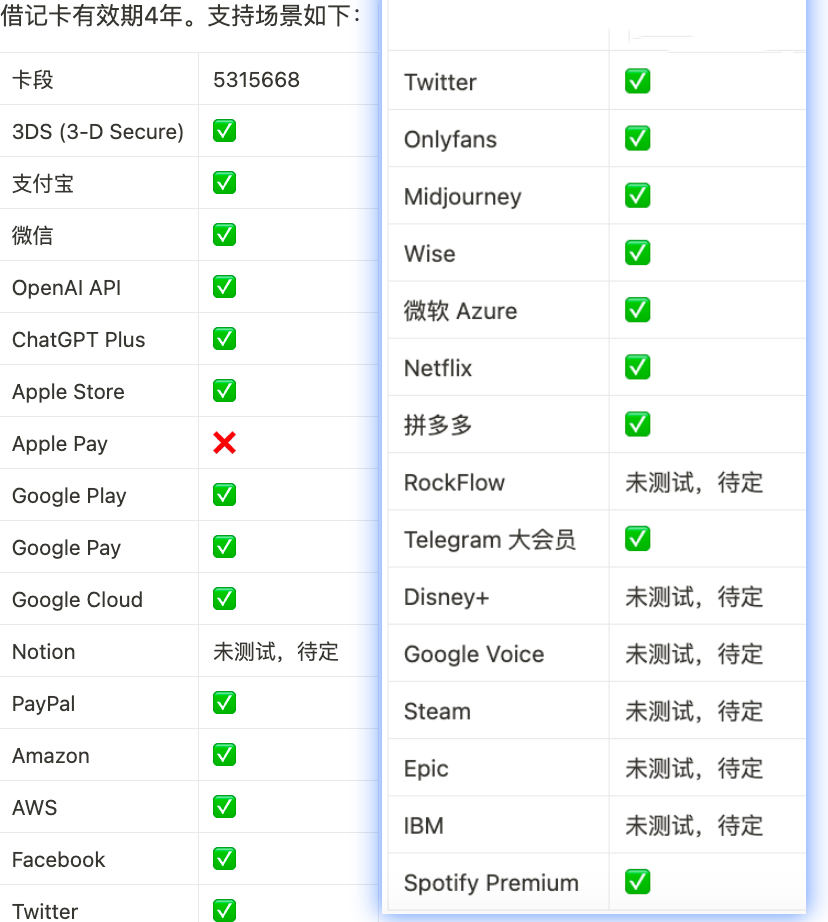 借记卡有效期4年。支持场景如下：
卡段 5315668
3DS (3-D Secure) ✅
支付宝 ✅
微信 ✅
OpenAI API ✅
ChatGPT Plus ✅
Apple Store ✅
Apple Pay ❌
Google Play ✅
Google Pay ✅
Google Cloud ✅
Notion 未测试，待定
PayPal ✅
Amazon ✅
AWS ✅
Facebook ✅
Twitter ✅
Twitter ✅
Onlyfans ✅
Midjourney ✅
Wise ✅
微软 Azure ✅
Netflix ✅
拼多多 ✅
RockFlow 未测试，待定
Telegram 大会员 ✅
Disney+ 未测试，待定
Google Voice 未测试，待定
Steam 未测试，待定
Epic 未测试，待定
IBM 未测试，待定
Spotify Premium ✅